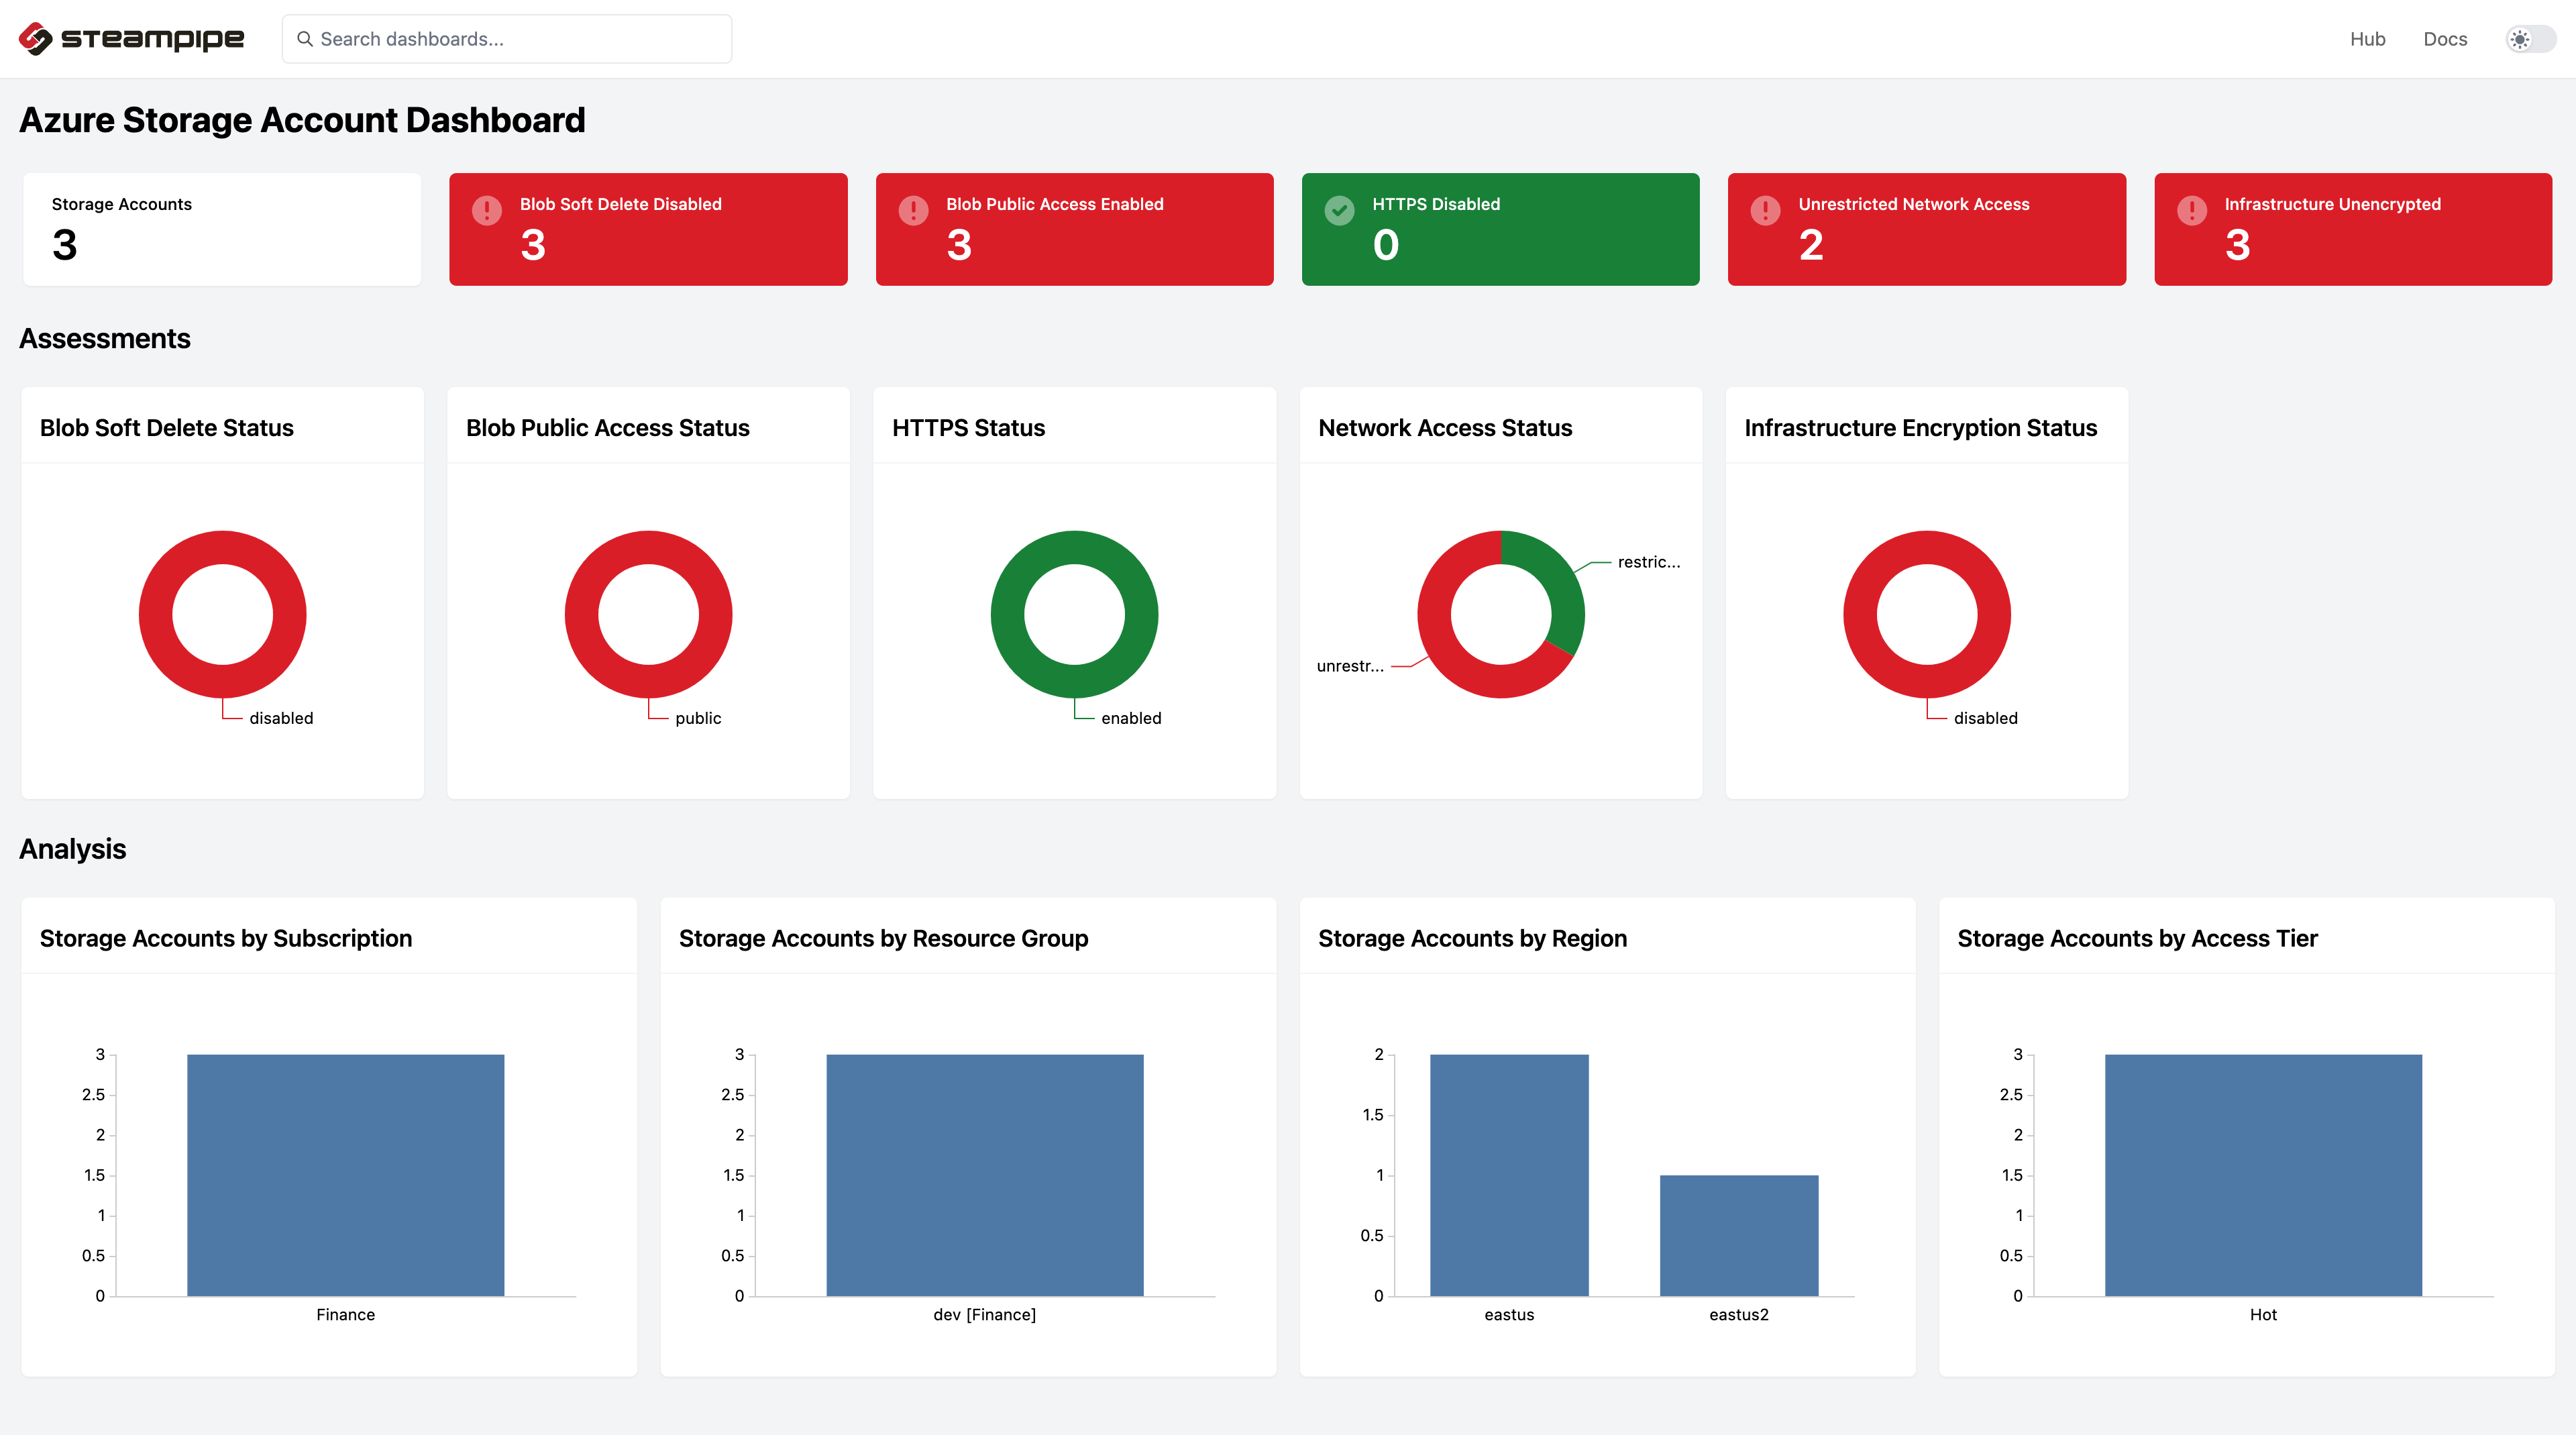 steampipe
Search dashboards...
Hub
Docs
Azure Storage Account Dashboard
Storage Accounts
3
Blob Soft Delete Disabled
3
Blob Public Access Enabled
3
HTTPS Disabled
0
Unrestricted Network Access
2
Infrastructure Unencrypted
3
Assessments
Blob Soft Delete Status
disabled
Blob Public Access Status
public
HTTPS Status
enabled
Network Access Status
restric...
unrestr...
Infrastructure Encryption Status
disabled
Analysis
Storage Accounts by Subscription
3
2.5
2
1.5
1
0.5
0
Finance
Storage Accounts by Resource Group
3
2.5
2
1.5
1
0.5
0
dev [Finance]
Storage Accounts by Region
2
1.5
1
0.5
0
eastus
eastus2
Storage Accounts by Access Tier
3
2.5
2
1.5
1
0.5
0
Hot